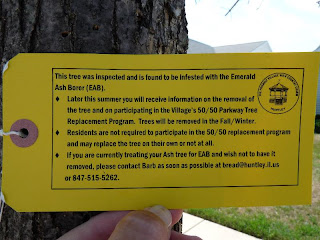 This tree was inspected and is found to be infested with the Emerald
Ash Borer (EAB).
♦ Later this summer you will receive information on the removal of
the tree and on participating in the Village's 50/50 Parkway Tree
Replacement Program. Trees will be removed in the Fall/Winter.
♦ Residents are not required to participate in the 50/50 replacement program
and may replace the tree on their own or not at all.
♦ If you are currently treating your Ash tree for EAB and wish not to have it
removed, please contact Barb as soon as possible at bread@huntley.il.us
or 847-515-5262.